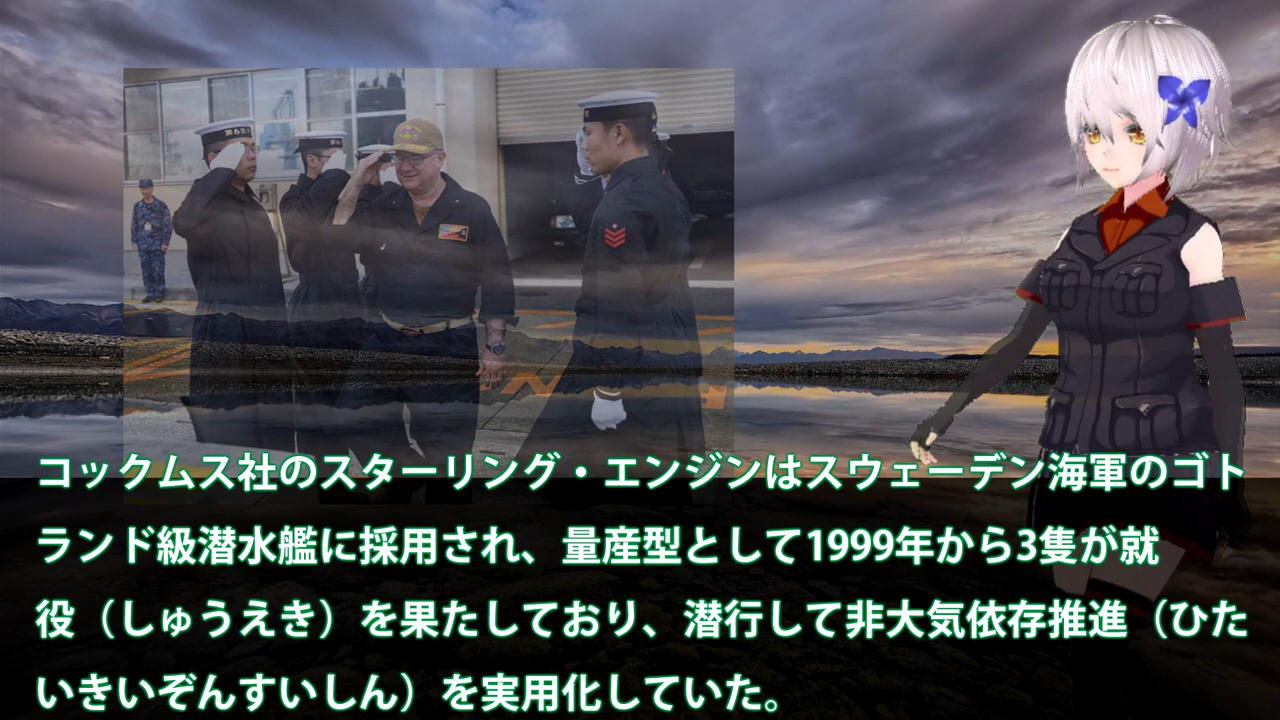 コックムス社のスターリング・エンジンはスウェーデン海軍のゴト
ランド級潜水艦に採用され、量産型として1999年から3隻が就
役（しゅうえき）を果たしており、潜行して非大気依存推進（ひた
いきいぞんすいしん）を実用化していた。